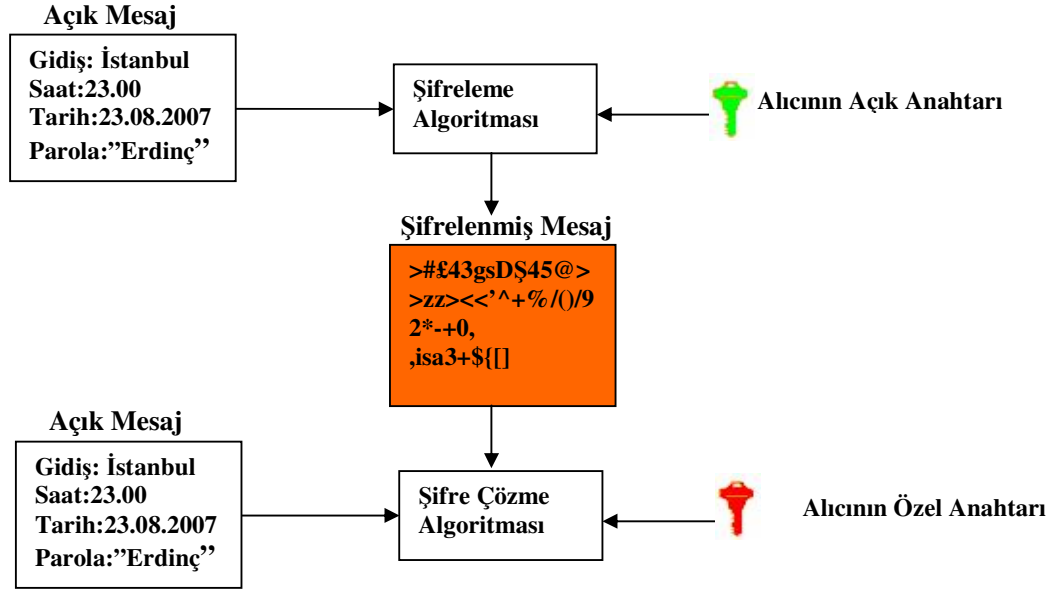 Açık Mesaj
Gidiş: İstanbul
Saat:23.00
Tarih:23.08.2007
Parola:”Erdinç”
Şifreleme
Algoritması
Alıcının Açık Anahtarı
Şifrelenmiş Mesaj
>#£43gsDŞ45@>
>zz><<’^+%/()/9
2*-+0,
,isa3+${[]
Açık Mesaj
Gidiş: İstanbul
Saat:23.00
Tarih:23.08.2007
Parola:”Erdinç”
Şifre Çözme
Algoritması
Alıcının Özel Anahtarı